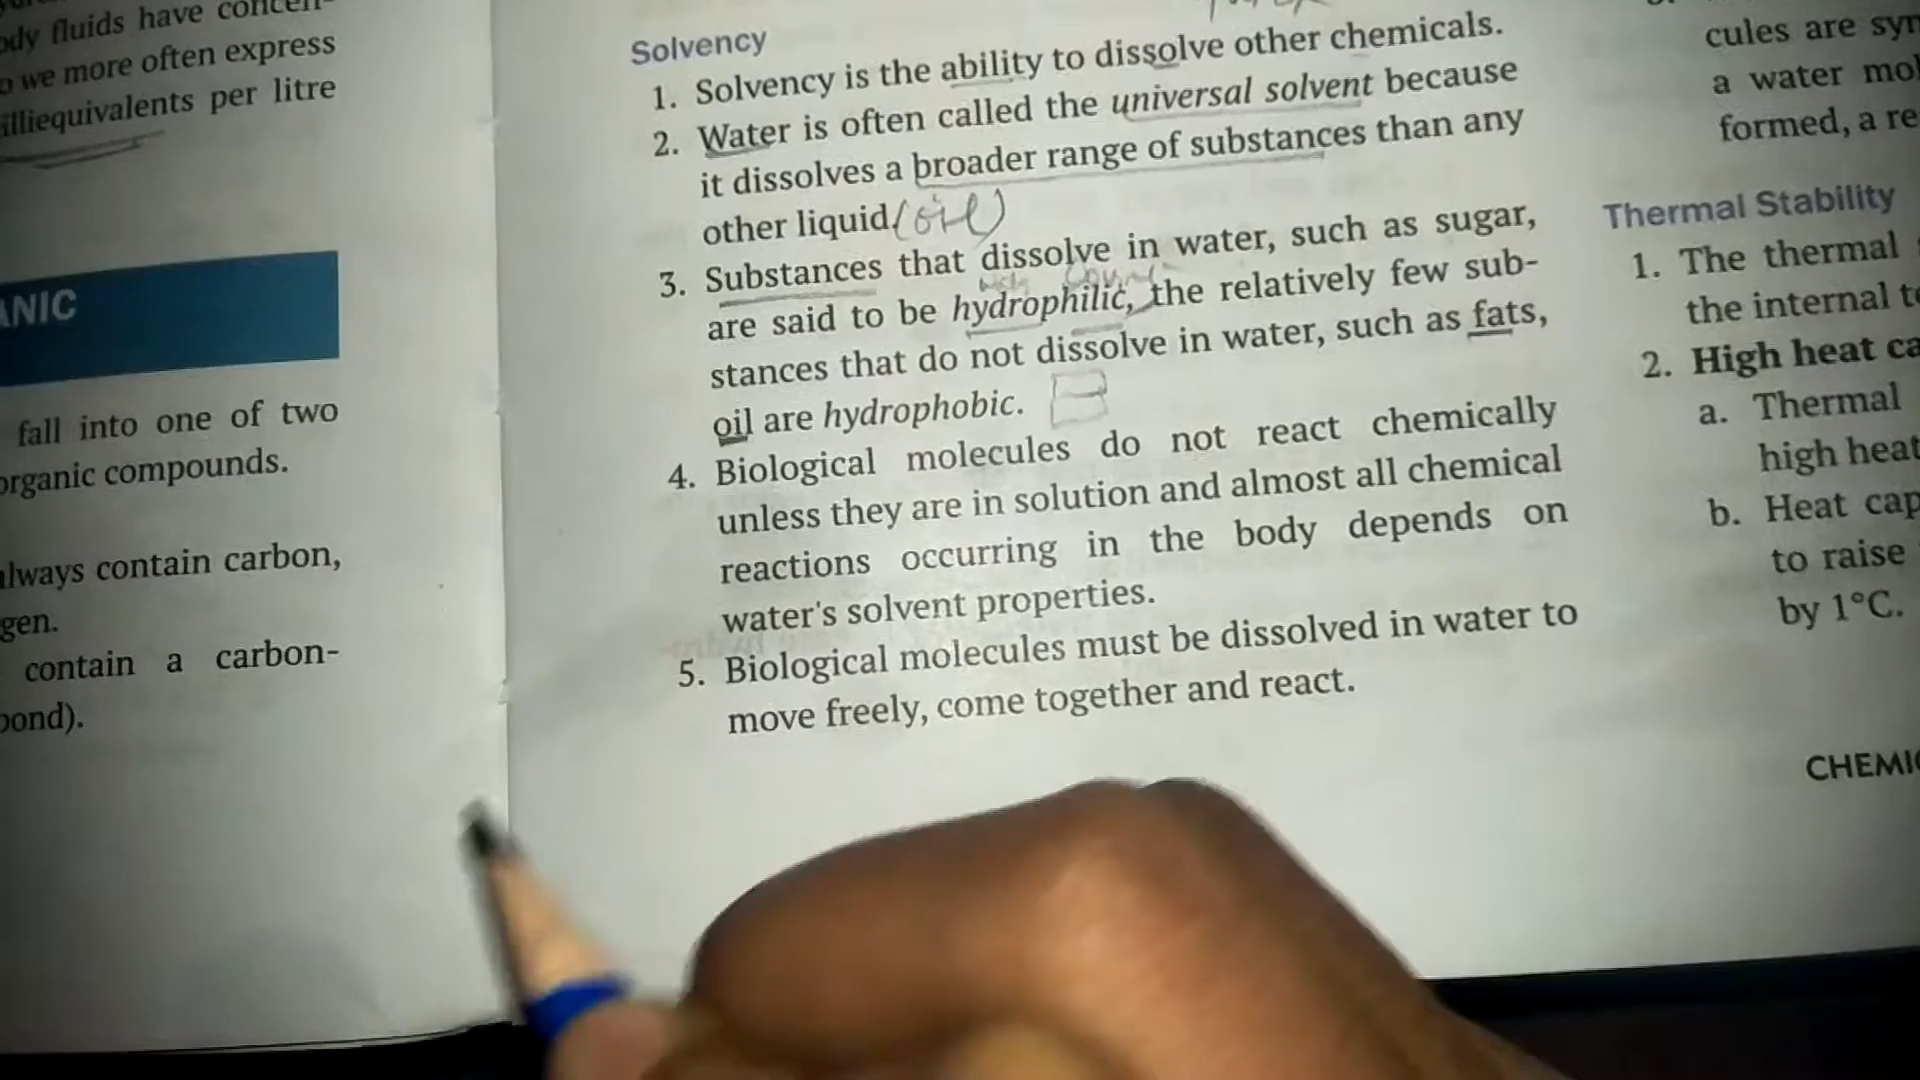 ody fluids have concen-
o we more often express
illiequivalents per litre
ANIC
fall into one of two
organic compounds.
always contain carbon,
gen.
contain a carbon-
bond).
Solvency
1. Solvency is the ability to dissolve other chemicals.
2. Water is often called the universal solvent because
it dissolves a broader range of substances than any
other liquid. (oil)
3. Substances that dissolve in water, such as sugar,
are said to be hydrophilic, the relatively few sub-
stances that do not dissolve in water, such as fats,
oil are hydrophobic.
4. Biological molecules do not react chemically
unless they are in solution and almost all chemical
reactions occurring in the body depends on
water's solvent properties.
5. Biological molecules must be dissolved in water to
move freely, come together and react.
cules are syn
a water mol
formed, a re
Thermal Stability
1. The thermal
the internal te
2. High heat ca
a. Thermal
high heat
b. Heat cap
to raise
by 1°C.
CHEMIC